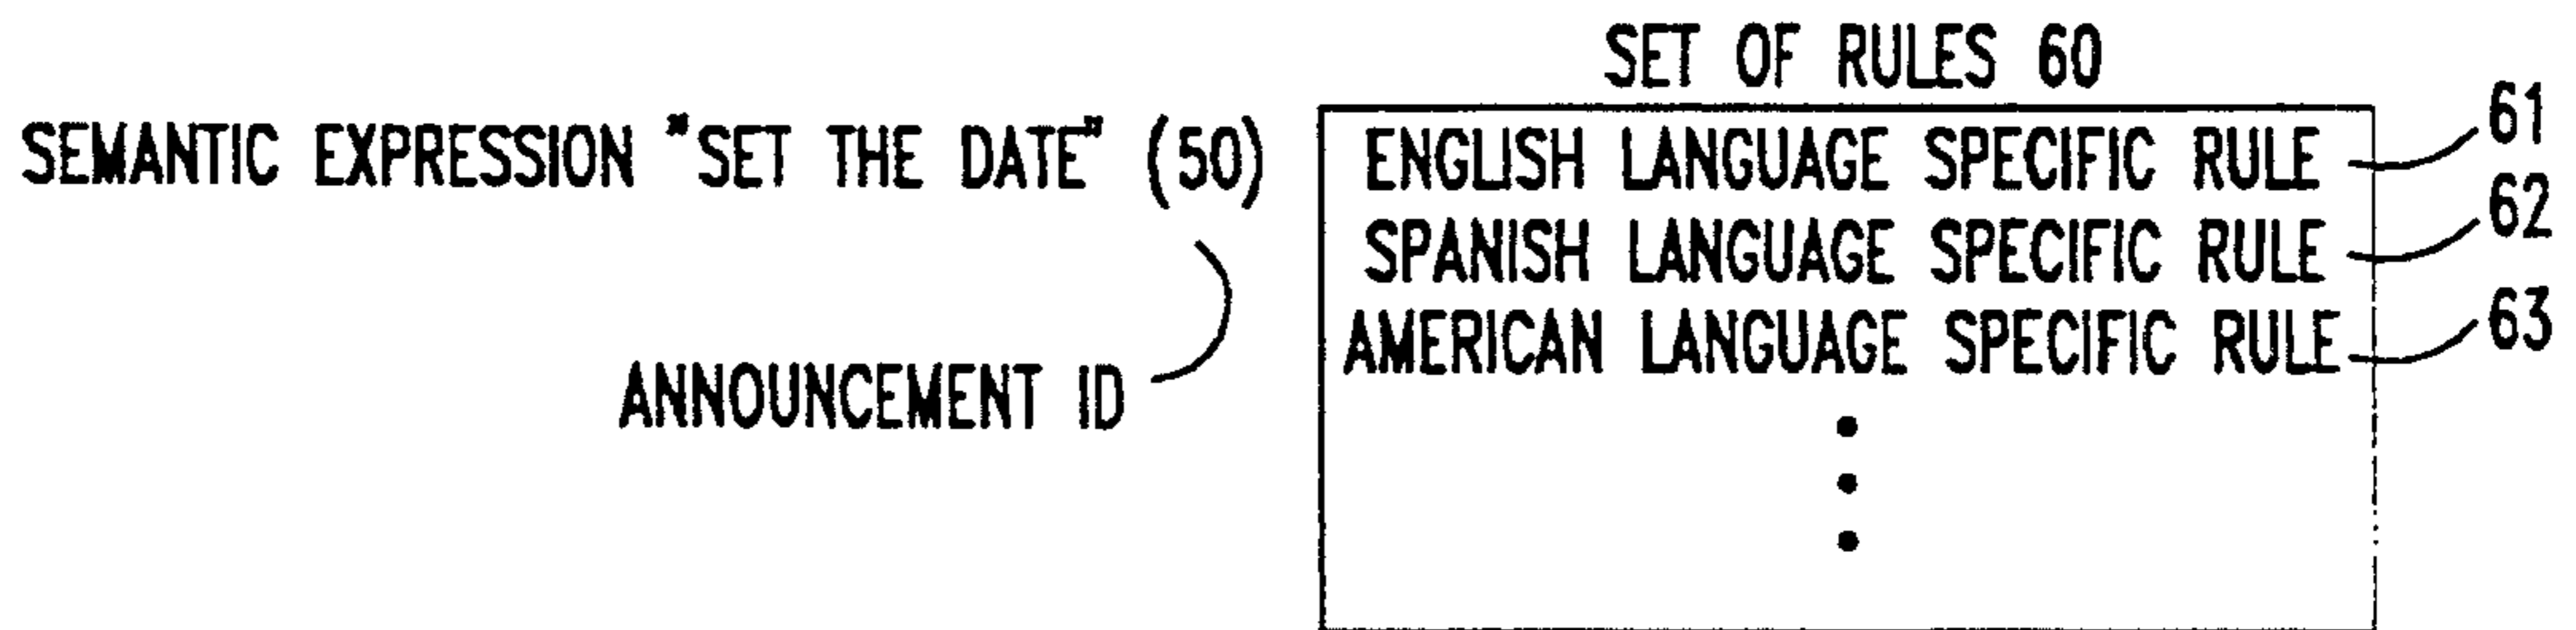 SET OF RULES 60
SEMANTIC EXPRESSION "SET THE DATE" (50)
ENGLISH LANGUAGE SPECIFIC RULE 61
SPANISH LANGUAGE SPECIFIC RULE 62
AMERICAN LANGUAGE SPECIFIC RULE 63
ANNOUNCEMENT ID